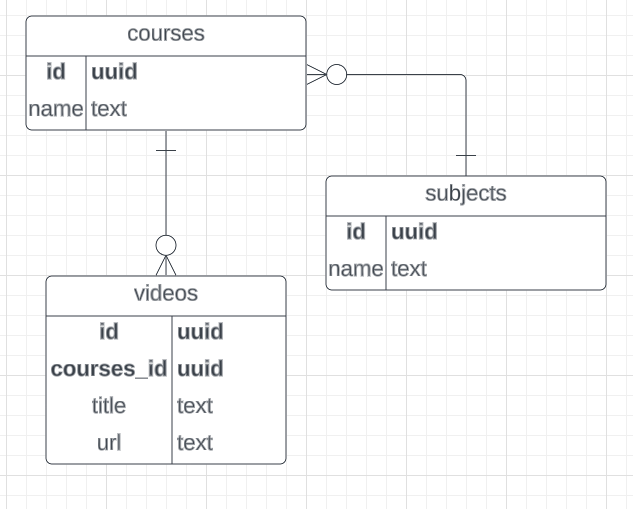 courses
id uuid
name text
subjects
id uuid
name text
videos
id uuid
courses_id uuid
title text
url text